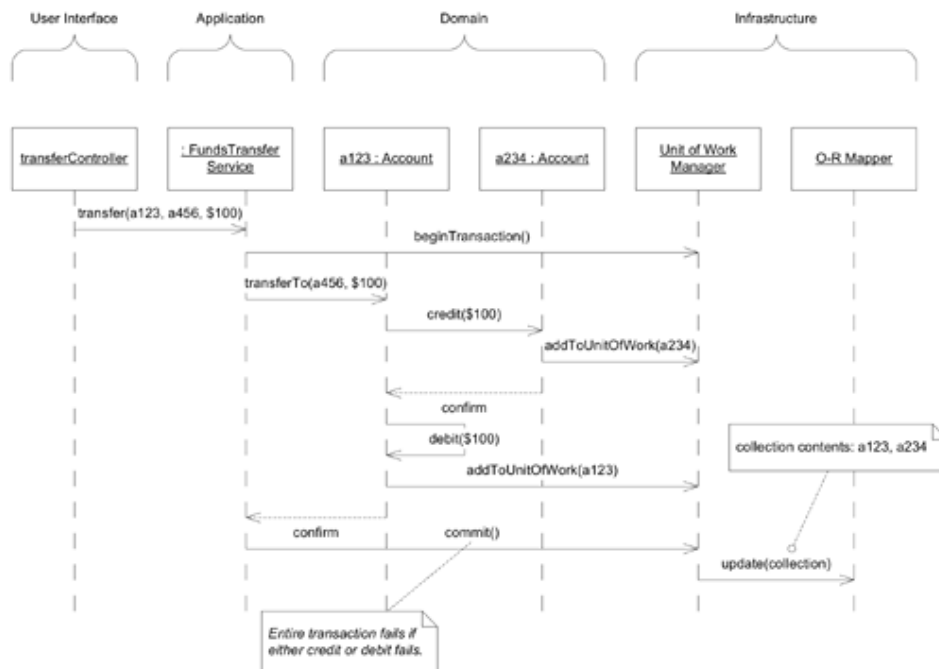 User Interface
Application
Domain
Infrastructure
transferController
: FundsTransfer
Service
a123 : Account
a234 : Account
Unit of Work
Manager
O-R Mapper
transfer(a123, a456, $100)
beginTransaction()
transferTo(a456, $100)
credit($100)
addToUnitOfWork(a234)
confirm
debit($100)
collection contents: a123, a234
addToUnitOfWork(a123)
confirm
commit()
update(collection)
Entire transaction fails if
either credit or debit fails.